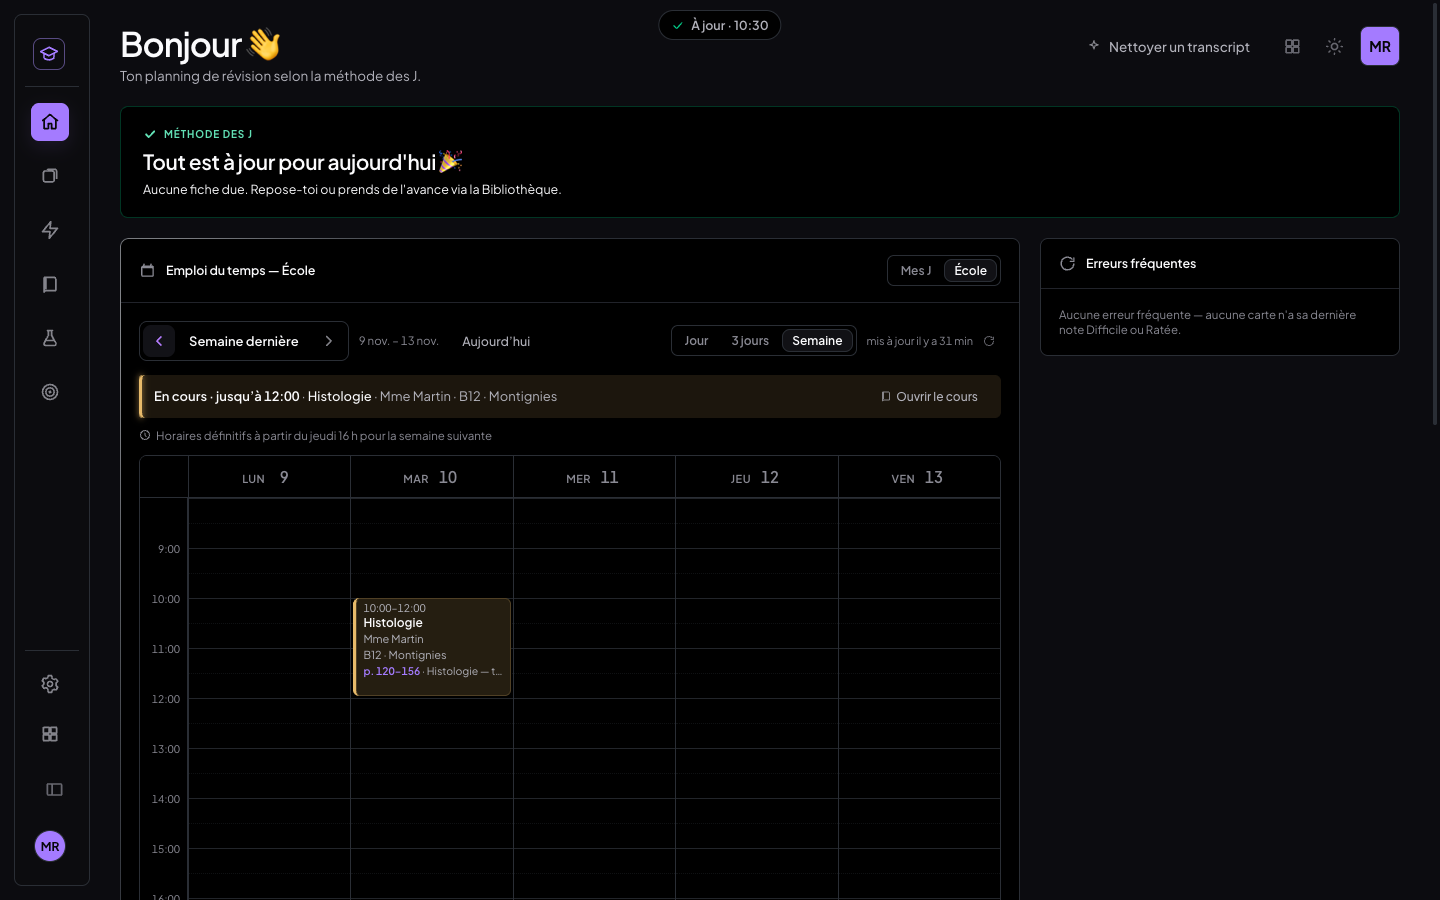 À jour · 10:30
Bonjour 👋
Ton planning de révision selon la méthode des J.
Nettoyer un transcript
MR
MÉTHODE DES J
Tout est à jour pour aujourd'hui 🎉
Aucune fiche due. Repose-toi ou prends de l'avance via la Bibliothèque.
Emploi du temps — École
Mes J École
Semaine dernière
9 nov. – 13 nov.
Aujourd'hui
Jour 3 jours Semaine
mis à jour il y a 31 min
En cours · jusqu'à 12:00 · Histologie · Mme Martin · B12 · Montignies
Ouvrir le cours
Horaires définitifs à partir du jeudi 16 h pour la semaine suivante
LUN 9 MAR 10 MER 11 JEU 12 VEN 13
9:00
10:00
11:00
12:00
13:00
14:00
15:00
16:00
10:00–12:00
Histologie
Mme Martin
B12 · Montignies
p. 120–156 · Histologie — t…
Erreurs fréquentes
Aucune erreur fréquente — aucune carte n'a sa dernière
note Difficile ou Ratée.
MR